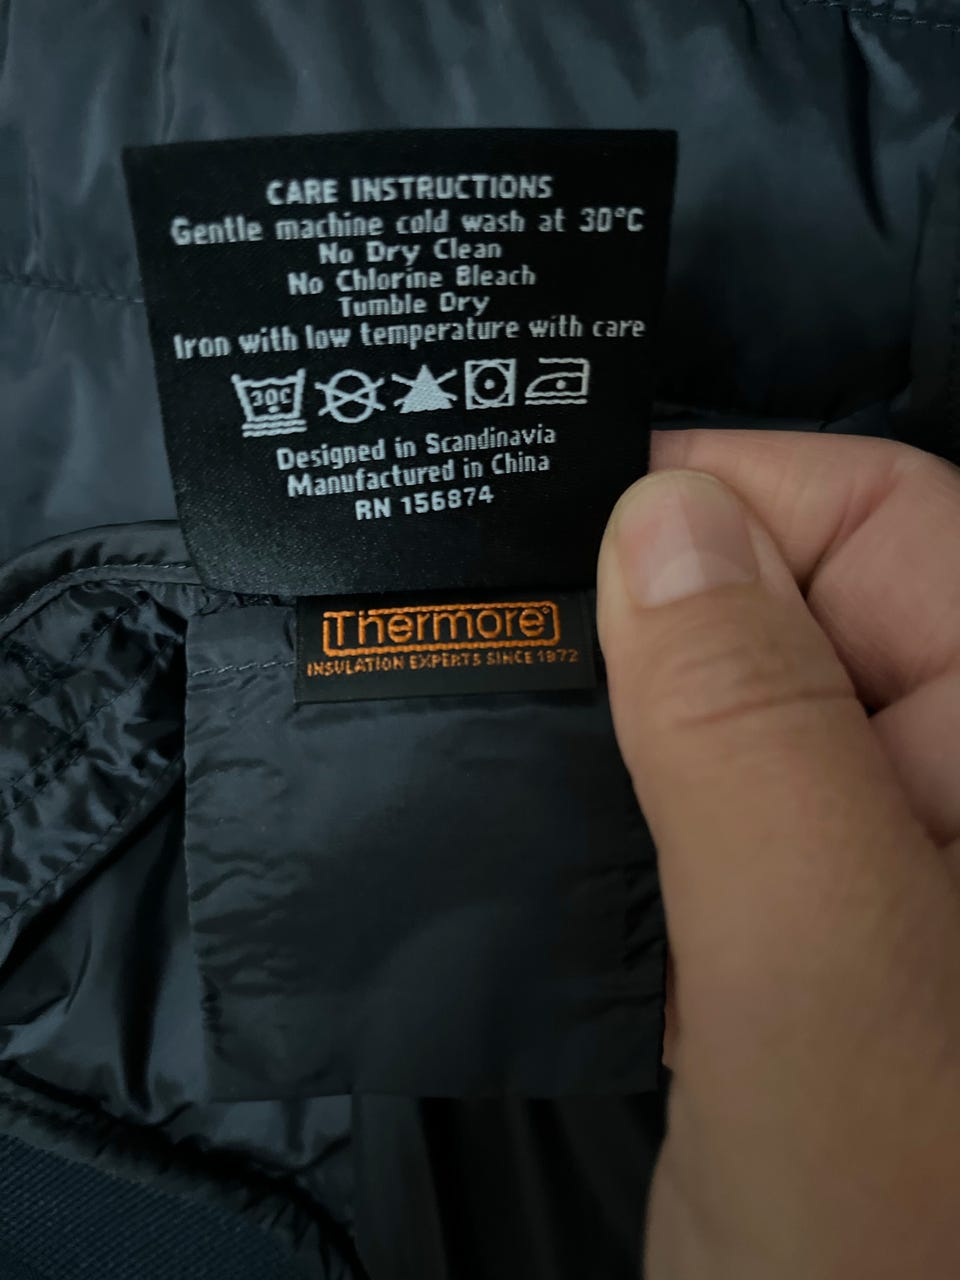 CARE INSTRUCTIONS
Gentle machine cold wash at 30°C
No Dry Clean
No Chlorine Bleach
Tumble Dry
Iron with low temperature with care
30C
Designed in Scandinavia
Manufactured in China
RN 156874
Thermore®
INSULATION EXPERTS SINCE 1972